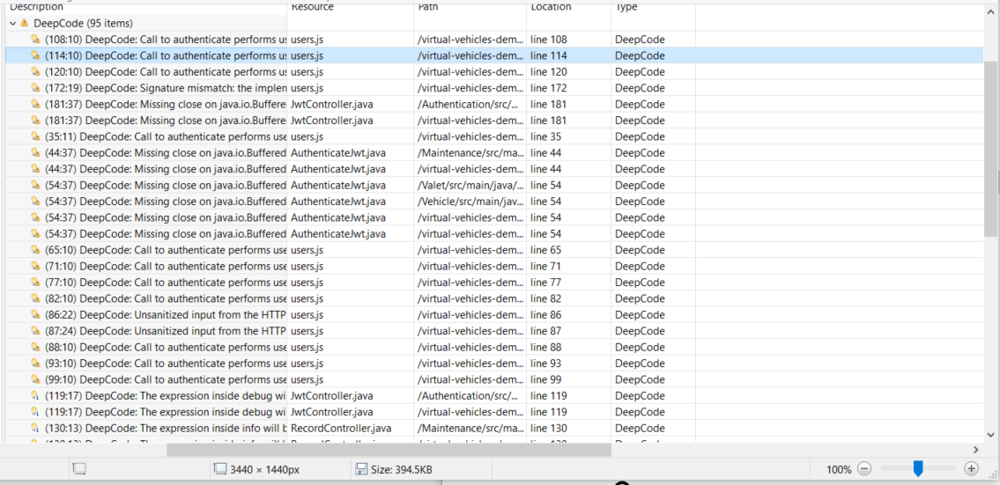 Description Resource Path Location Type
DeepCode (95 items)
(108:10) DeepCode: Call to authenticate performs us users.js /virtual-vehicles-dem... line 108 DeepCode
(114:10) DeepCode: Call to authenticate performs us users.js /virtual-vehicles-dem... line 114 DeepCode
(120:10) DeepCode: Call to authenticate performs us users.js /virtual-vehicles-dem... line 120 DeepCode
(172:19) DeepCode: Signature mismatch: the implen users.js /virtual-vehicles-dem... line 172 DeepCode
(181:37) DeepCode: Missing close on java.io.Buffere JwtController.java /Authentication/src/... line 181 DeepCode
(181:37) DeepCode: Missing close on java.io.Buffere JwtController.java /virtual-vehicles-dem... line 181 DeepCode
(35:11) DeepCode: Call to authenticate performs use users.js /virtual-vehicles-dem... line 35 DeepCode
(44:37) DeepCode: Missing close on java.io.Buffered AuthenticateJwt.java /Maintenance/src/ma... line 44 DeepCode
(44:37) DeepCode: Missing close on java.io.Buffered AuthenticateJwt.java /virtual-vehicles-dem... line 44 DeepCode
(54:37) DeepCode: Missing close on java.io.Buffered AuthenticateJwt.java /Valet/src/main/java/... line 54 DeepCode
(54:37) DeepCode: Missing close on java.io.Buffered AuthenticateJwt.java /Vehicle/src/main/jav... line 54 DeepCode
(54:37) DeepCode: Missing close on java.io.Buffered AuthenticateJwt.java /virtual-vehicles-dem... line 54 DeepCode
(54:37) DeepCode: Missing close on java.io.Buffered AuthenticateJwt.java /virtual-vehicles-dem... line 54 DeepCode
(65:10) DeepCode: Call to authenticate performs use users.js /virtual-vehicles-dem... line 65 DeepCode
(71:10) DeepCode: Call to authenticate performs use users.js /virtual-vehicles-dem... line 71 DeepCode
(77:10) DeepCode: Call to authenticate performs use users.js /virtual-vehicles-dem... line 77 DeepCode
(82:10) DeepCode: Call to authenticate performs use users.js /virtual-vehicles-dem... line 82 DeepCode
(86:22) DeepCode: Unsanitized input from the HTTP users.js /virtual-vehicles-dem... line 86 DeepCode
(87:24) DeepCode: Unsanitized input from the HTTP users.js /virtual-vehicles-dem... line 87 DeepCode
(88:10) DeepCode: Call to authenticate performs use users.js /virtual-vehicles-dem... line 88 DeepCode
(93:10) DeepCode: Call to authenticate performs use users.js /virtual-vehicles-dem... line 93 DeepCode
(99:10) DeepCode: Call to authenticate performs use users.js /virtual-vehicles-dem... line 99 DeepCode
(119:17) DeepCode: The expression inside debug wi JwtController.java /Authentication/src/... line 119 DeepCode
(119:17) DeepCode: The expression inside debug wi JwtController.java /virtual-vehicles-dem... line 119 DeepCode
(130:13) DeepCode: The expression inside info will b RecordController.java /Maintenance/src/ma... line 130 DeepCode
3440 × 1440px Size: 394.5KB 100%